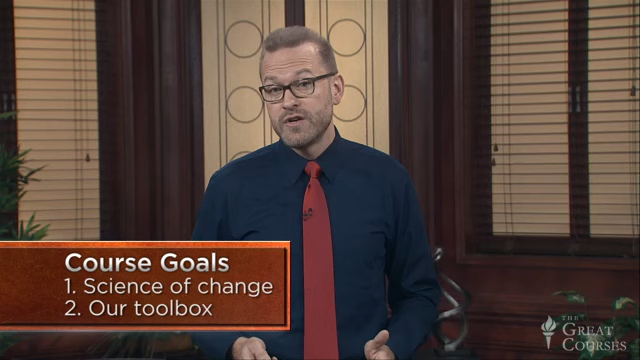 Course Goals
1. Science of change
2. Our toolbox
THE
GREAT
COURSES